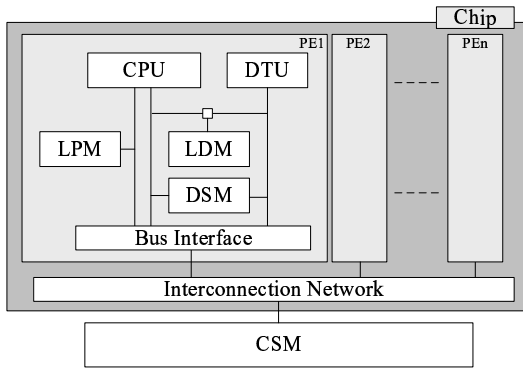 Chip
PE1
PE2
PEn
CPU
DTU
LPM
LDM
DSM
Bus Interface
Interconnection Network
CSM